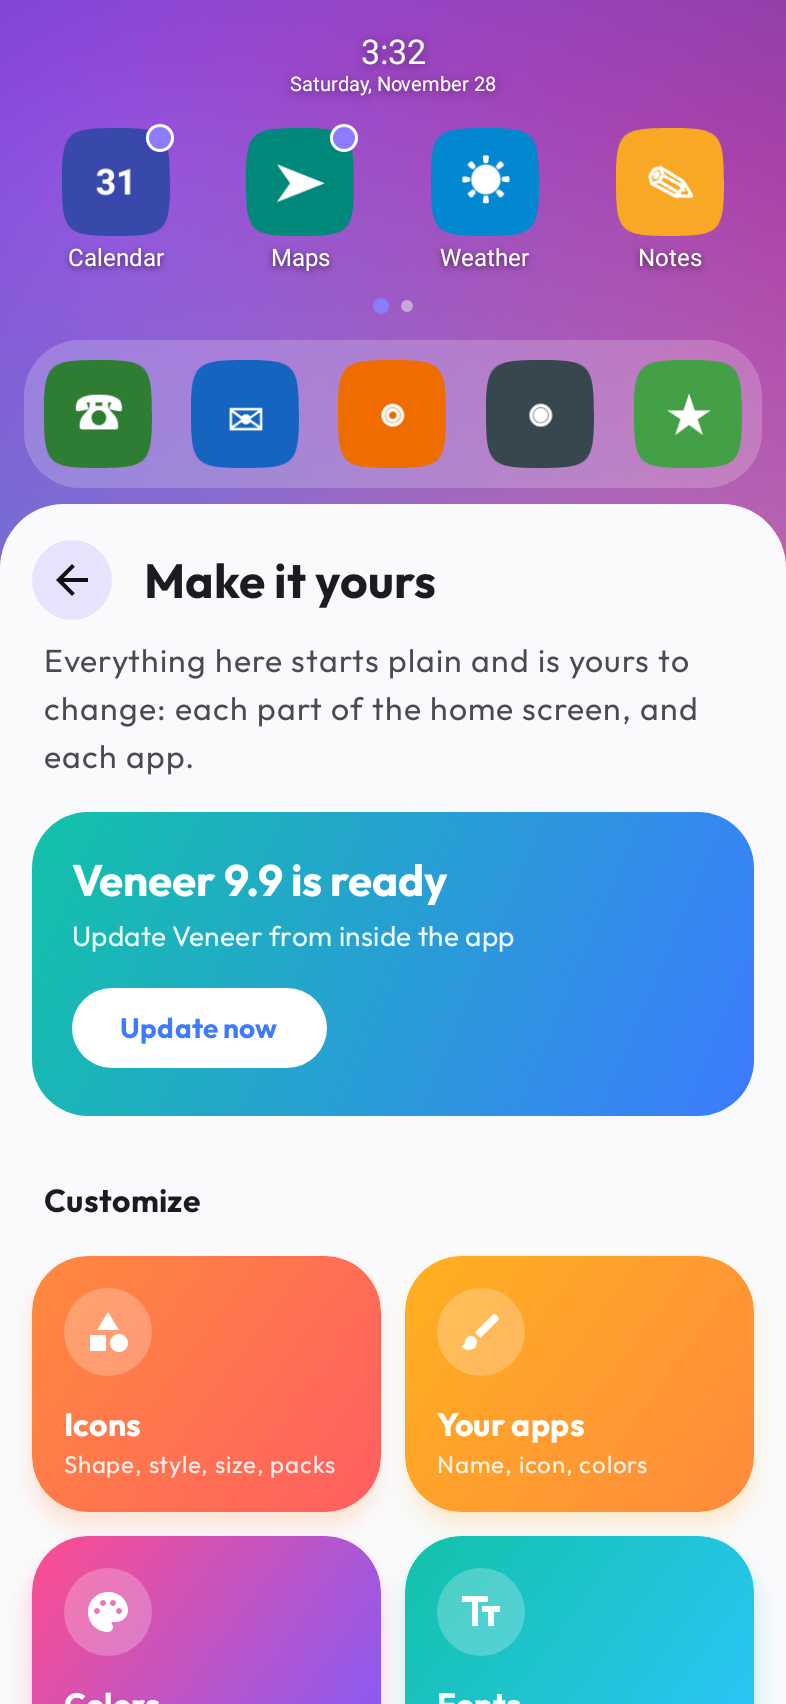 3:32
Saturday, November 28
31
Calendar
Maps
Weather
Notes
Make it yours
Everything here starts plain and is yours to
change: each part of the home screen, and
each app.
Veneer 9.9 is ready
Update Veneer from inside the app
Update now
Customize
Icons
Shape, style, size, packs
Your apps
Name, icon, colors
Colors
Fonts